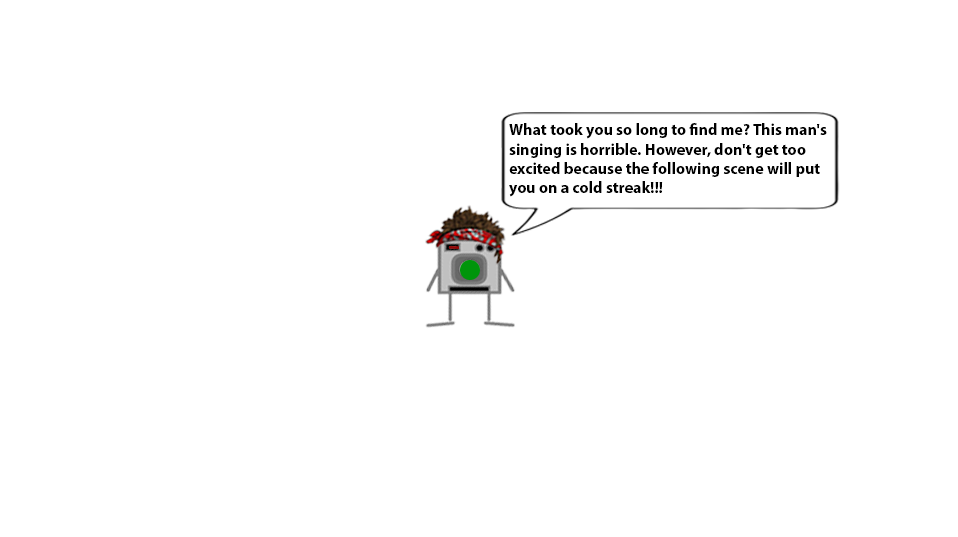 What took you so long to find me? This man's
singing is horrible. However, don't get too
excited because the following scene will put
you on a cold streak!!!